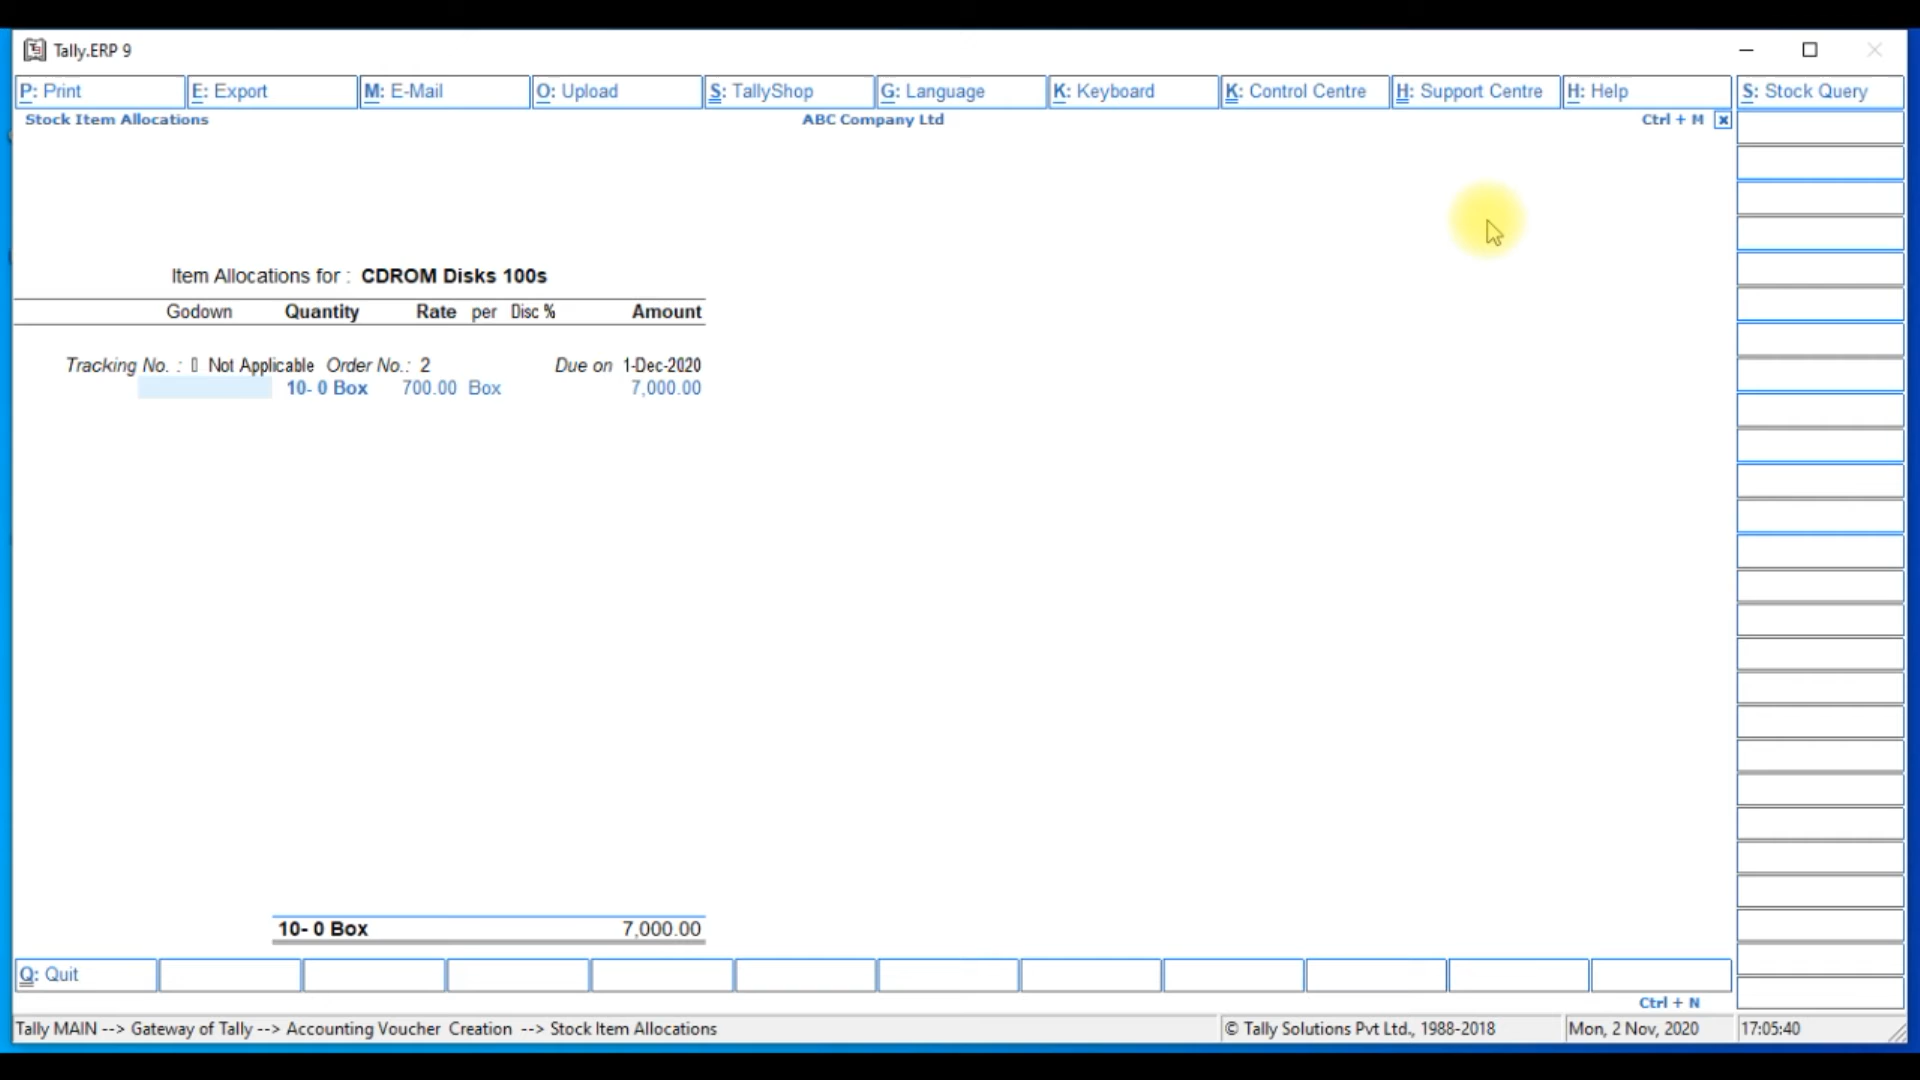 Tally.ERP 9
P: Print E: Export M: E-Mail O: Upload S: TallyShop G: Language K: Keyboard K: Control Centre H: Support Centre H: Help S: Stock Query
Stock Item Allocations ABC Company Ltd Ctrl + M
Item Allocations for : CDROM Disks 100s
Godown Quantity Rate per Disc % Amount
Tracking No. : ▯ Not Applicable Order No.: 2 Due on 1-Dec-2020
10- 0 Box 700.00 Box 7,000.00
10- 0 Box 7,000.00
Q: Quit
Ctrl + N
Tally MAIN --> Gateway of Tally --> Accounting Voucher Creation --> Stock Item Allocations © Tally Solutions Pvt Ltd., 1988-2018 Mon, 2 Nov, 2020 17:05:40